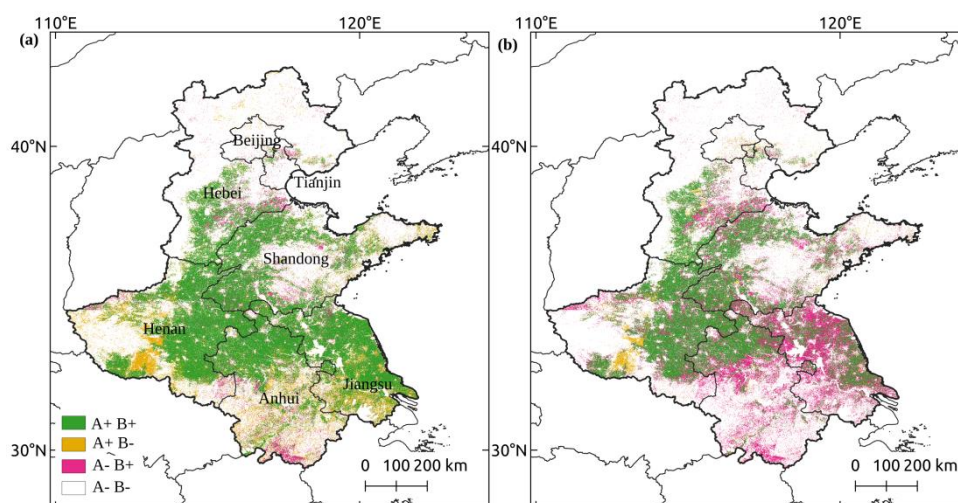 110°E
120°E
110°E
120°E
(a)
(b)
40°N
40°N
Beijing
Tianjin
Hebei
Shandong
Henan
Jiangsu
Anhui
A+ B+
A+ B-
A- B+
A- B-
30°N
30°N
0 100 200 km
0 100 200 km